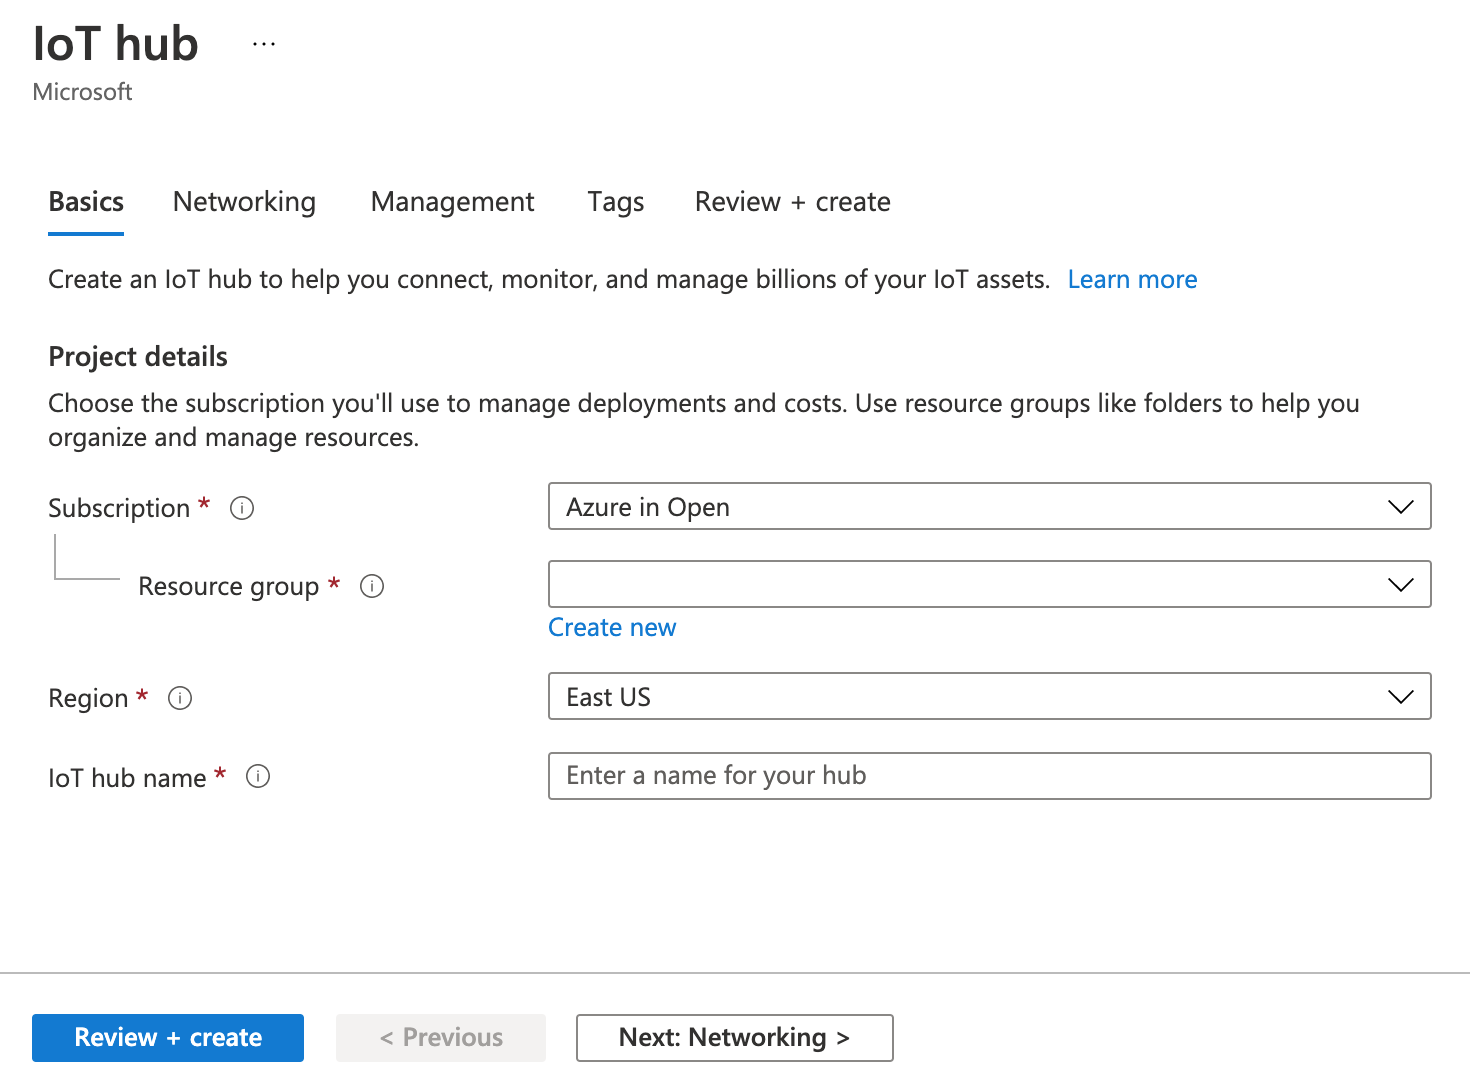 IoT hub ...
Microsoft
Basics Networking Management Tags Review + create
Create an IoT hub to help you connect, monitor, and manage billions of your IoT assets. Learn more
Project details
Choose the subscription you'll use to manage deployments and costs. Use resource groups like folders to help you
organize and manage resources.
Subscription * Azure in Open
Resource group *
Create new
Region * East US
IoT hub name * Enter a name for your hub
Review + create < Previous Next: Networking >